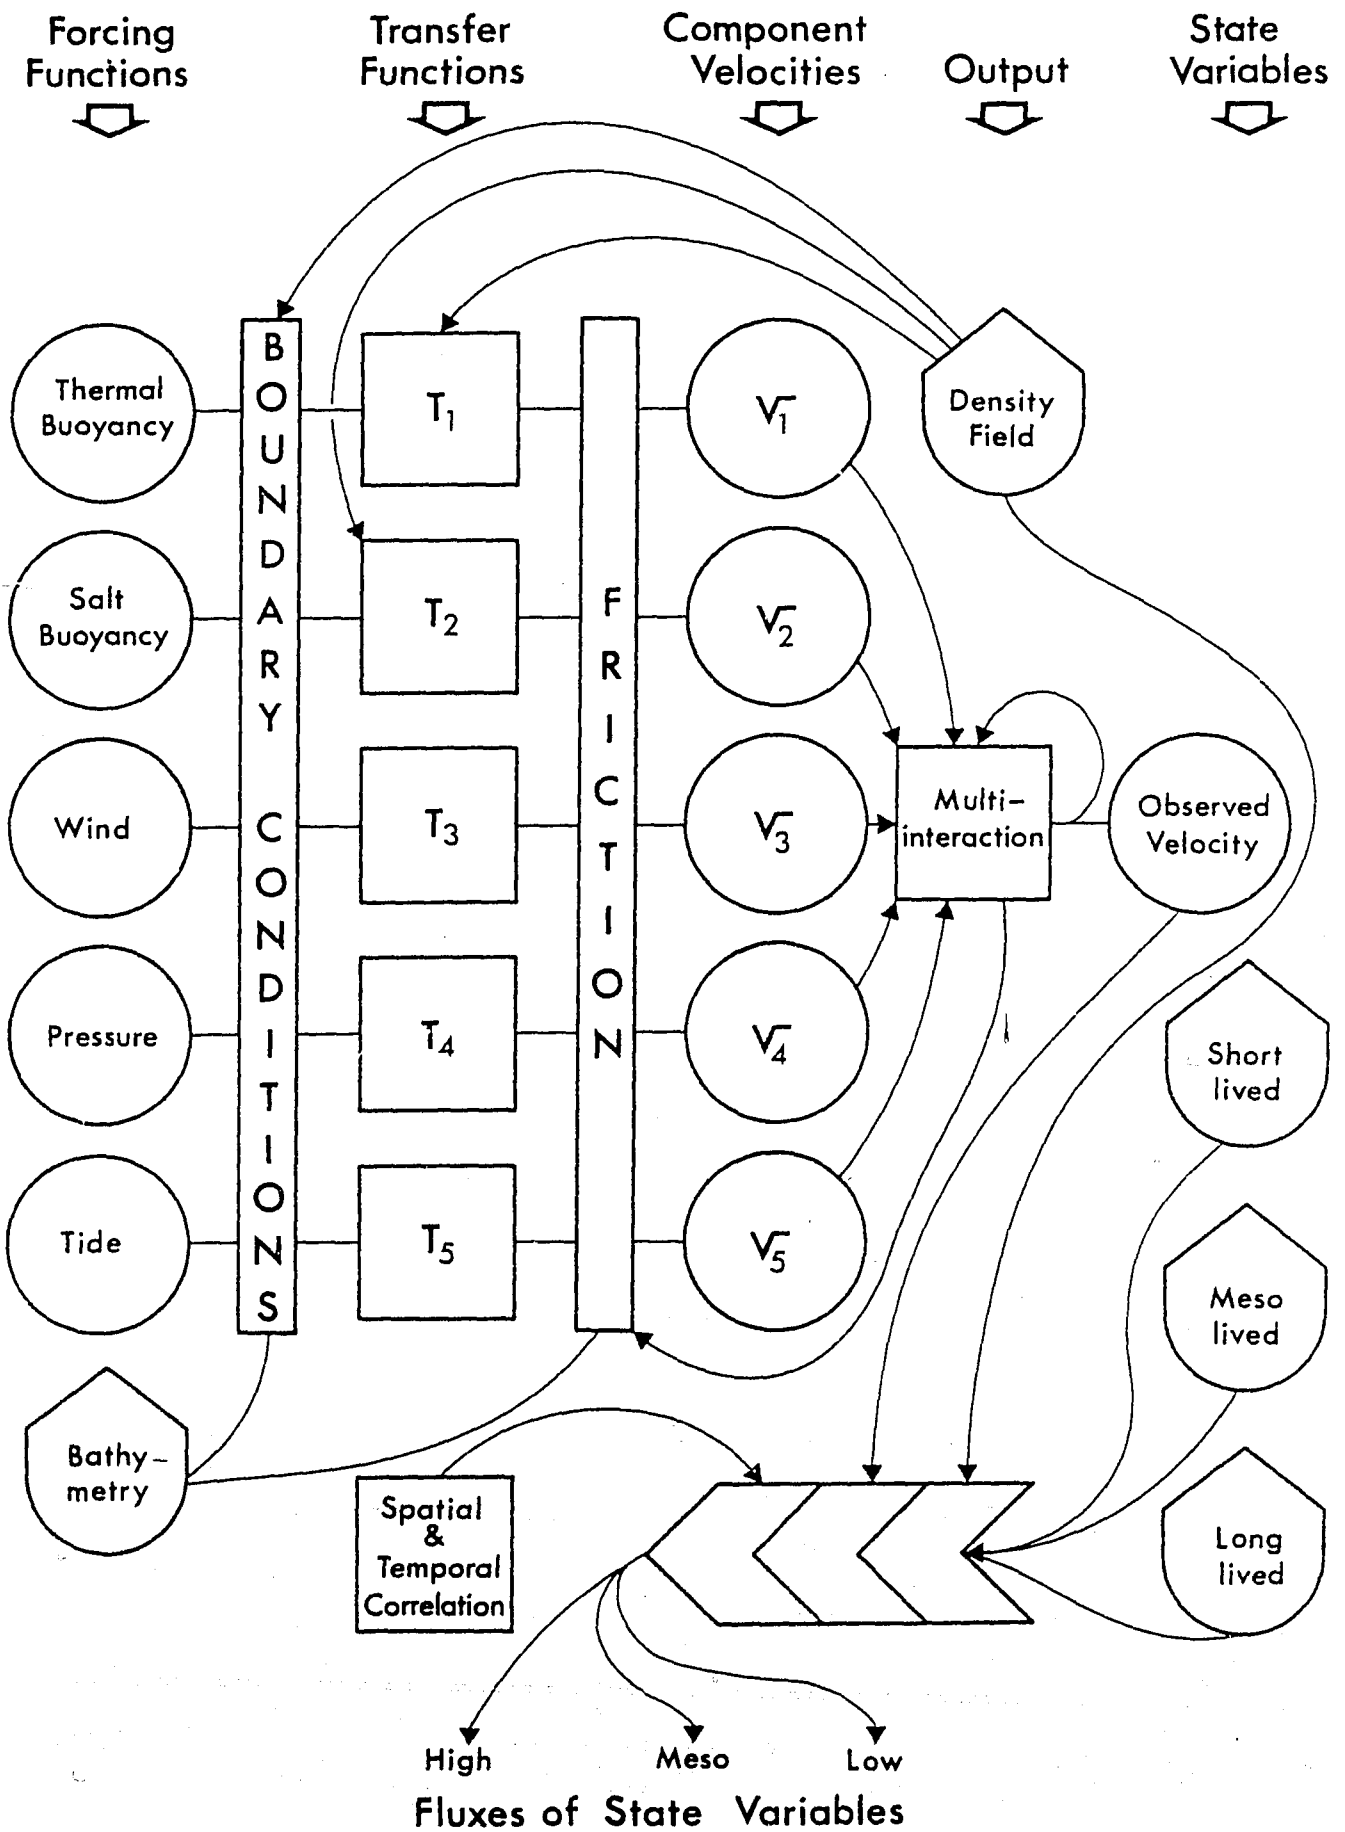 Forcing
Functions
Transfer
Functions
Component
Velocities
Output
State
Variables
Thermal
Buoyancy
Salt
Buoyancy
Wind
Pressure
Tide
BOUNDARY CONDITIONS
T1
T2
T3
T4
T5
FRICTION
V1
V2
V3
V4
V5
Density
Field
Multi-
interaction
Observed
Velocity
Short
lived
Meso
lived
Long
lived
Bathy-
metry
Spatial
&
Temporal
Correlation
High
Meso
Low
Fluxes of State Variables